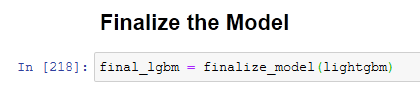 Finalize the Model
In [218]: final_lgbm = finalize_model(lightgbm)